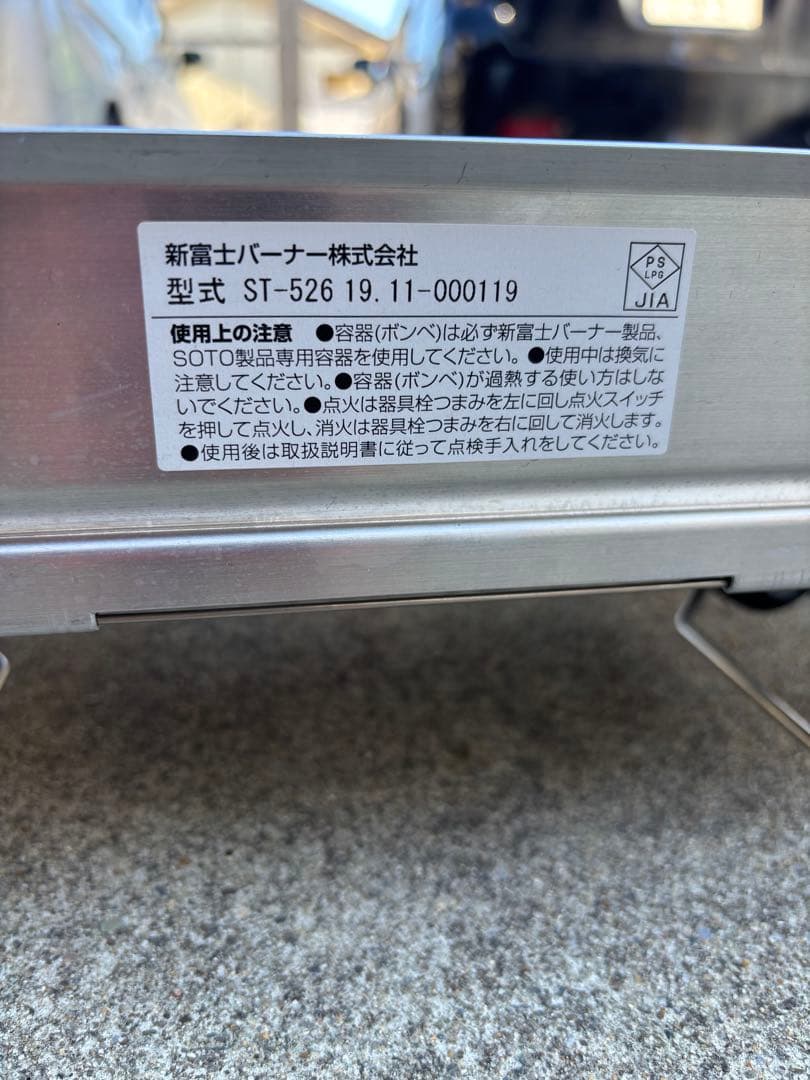 新富士バーナー株式会社
型式 ST-526 19.11-000119
PS
LPG
JIA
使用上の注意 ●容器(ボンベ)は必ず新富士バーナー製品、
SOTO製品専用容器を使用してください。●使用中は換気に
注意してください。●容器(ボンベ)が過熱する使い方はしな
いでください。●点火は器具栓つまみを左に回し点火スイッチ
を押して点火し、消火は器具栓つまみを右に回して消火します。
●使用後は取扱説明書に従って点検手入れをしてください。